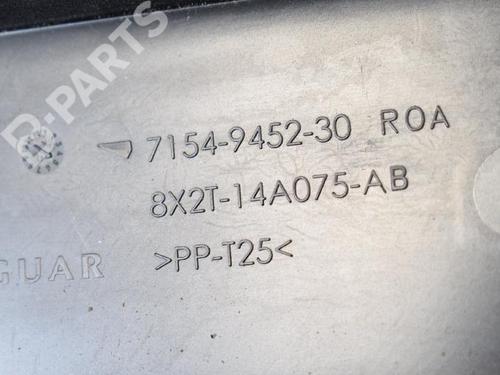 B-PARTS
7154-9452-30 ROA
8X2T-14A075-AB
GUAR >PP-T25<